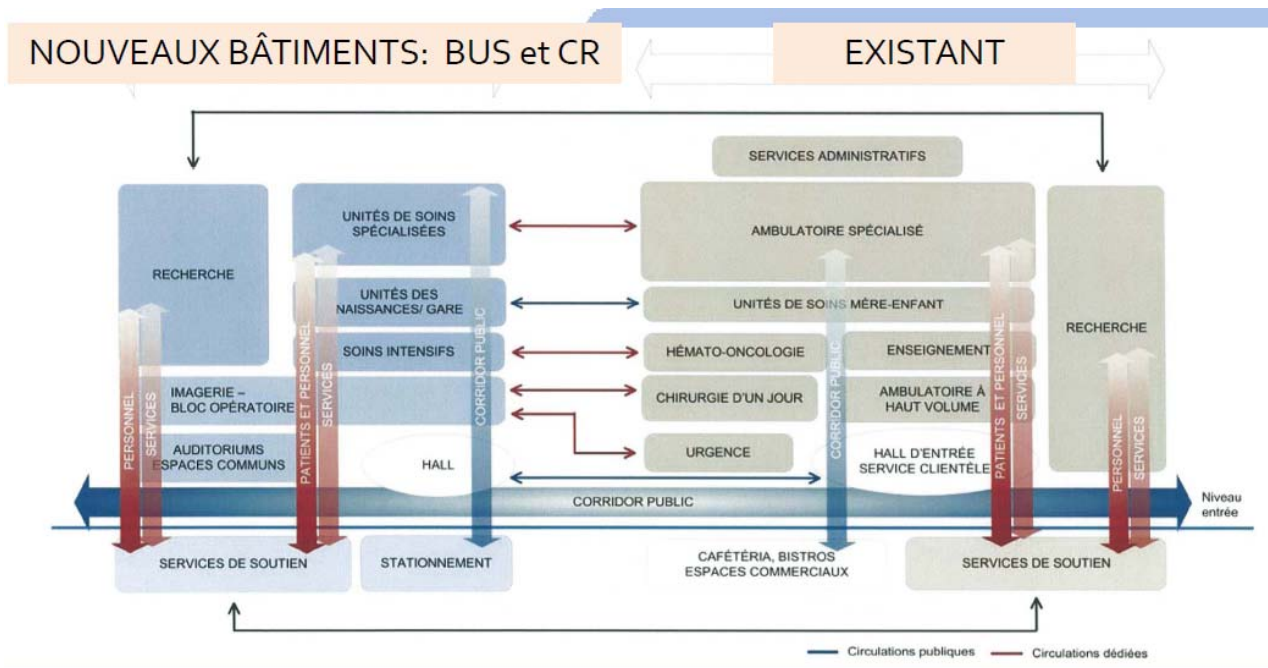 NOUVEAUX BÂTIMENTS: BUS et CR
EXISTANT
SERVICES ADMINISTRATIFS
UNITÉS DE SOINS
SPÉCIALISÉES
AMBULATOIRE SPÉCIALISÉ
RECHERCHE
UNITÉS DES
NAISSANCES/ GARE
UNITÉS DE SOINS MÈRE-ENFANT
RECHERCHE
SOINS INTENSIFS
HÉMATO-ONCOLOGIE
ENSEIGNEMENT
IMAGERIE –
BLOC OPÉRATOIRE
CHIRURGIE D'UN JOUR
AMBULATOIRE À
HAUT VOLUME
AUDITORIUMS
ESPACES COMMUNS
HALL
URGENCE
HALL D'ENTRÉE
SERVICE CLIENTÈLE
PERSONNEL
SERVICES
PATIENTS ET PERSONNEL
SERVICES
CORRIDOR PUBLIC
CORRIDOR PUBLIC
PATIENTS ET PERSONNEL
SERVICES
PERSONNEL
SERVICES
CORRIDOR PUBLIC
Niveau
entrée
SERVICES DE SOUTIEN
STATIONNEMENT
CAFÉTÉRIA, BISTROS
ESPACES COMMERCIAUX
SERVICES DE SOUTIEN
Circulations publiques
Circulations dédiées